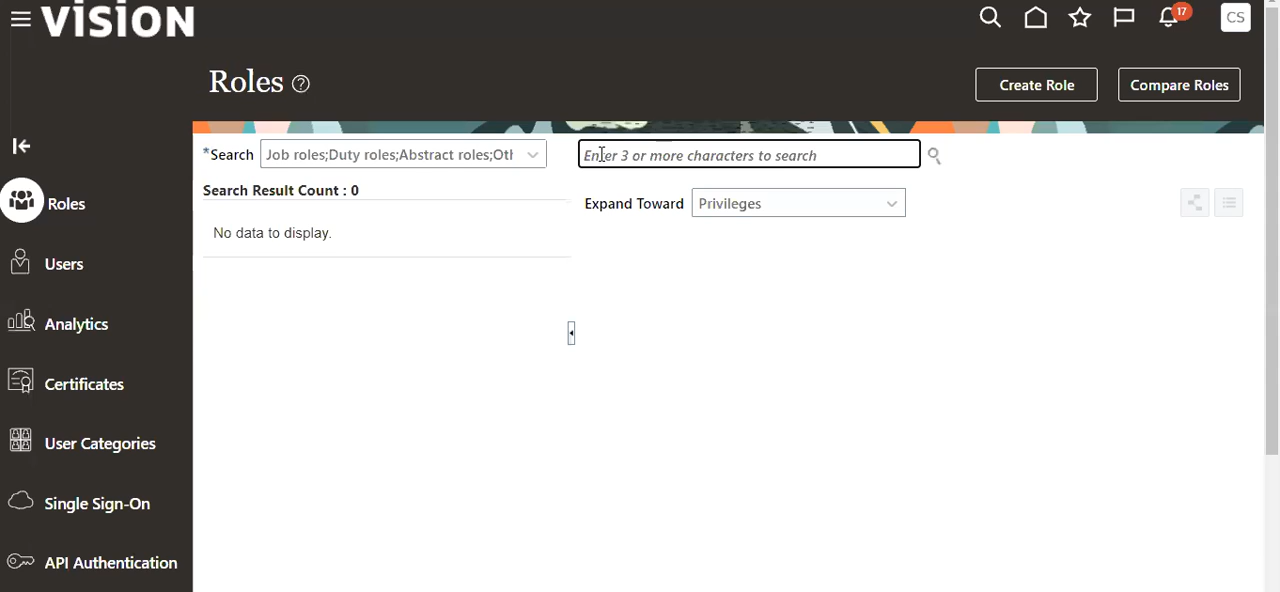 VISION
17
CS
Roles
Create Role
Compare Roles
*Search
Job roles;Duty roles;Abstract roles;Oth
Enter 3 or more characters to search
Search Result Count : 0
Expand Toward
Privileges
No data to display.
Roles
Users
Analytics
Certificates
User Categories
Single Sign-On
API Authentication